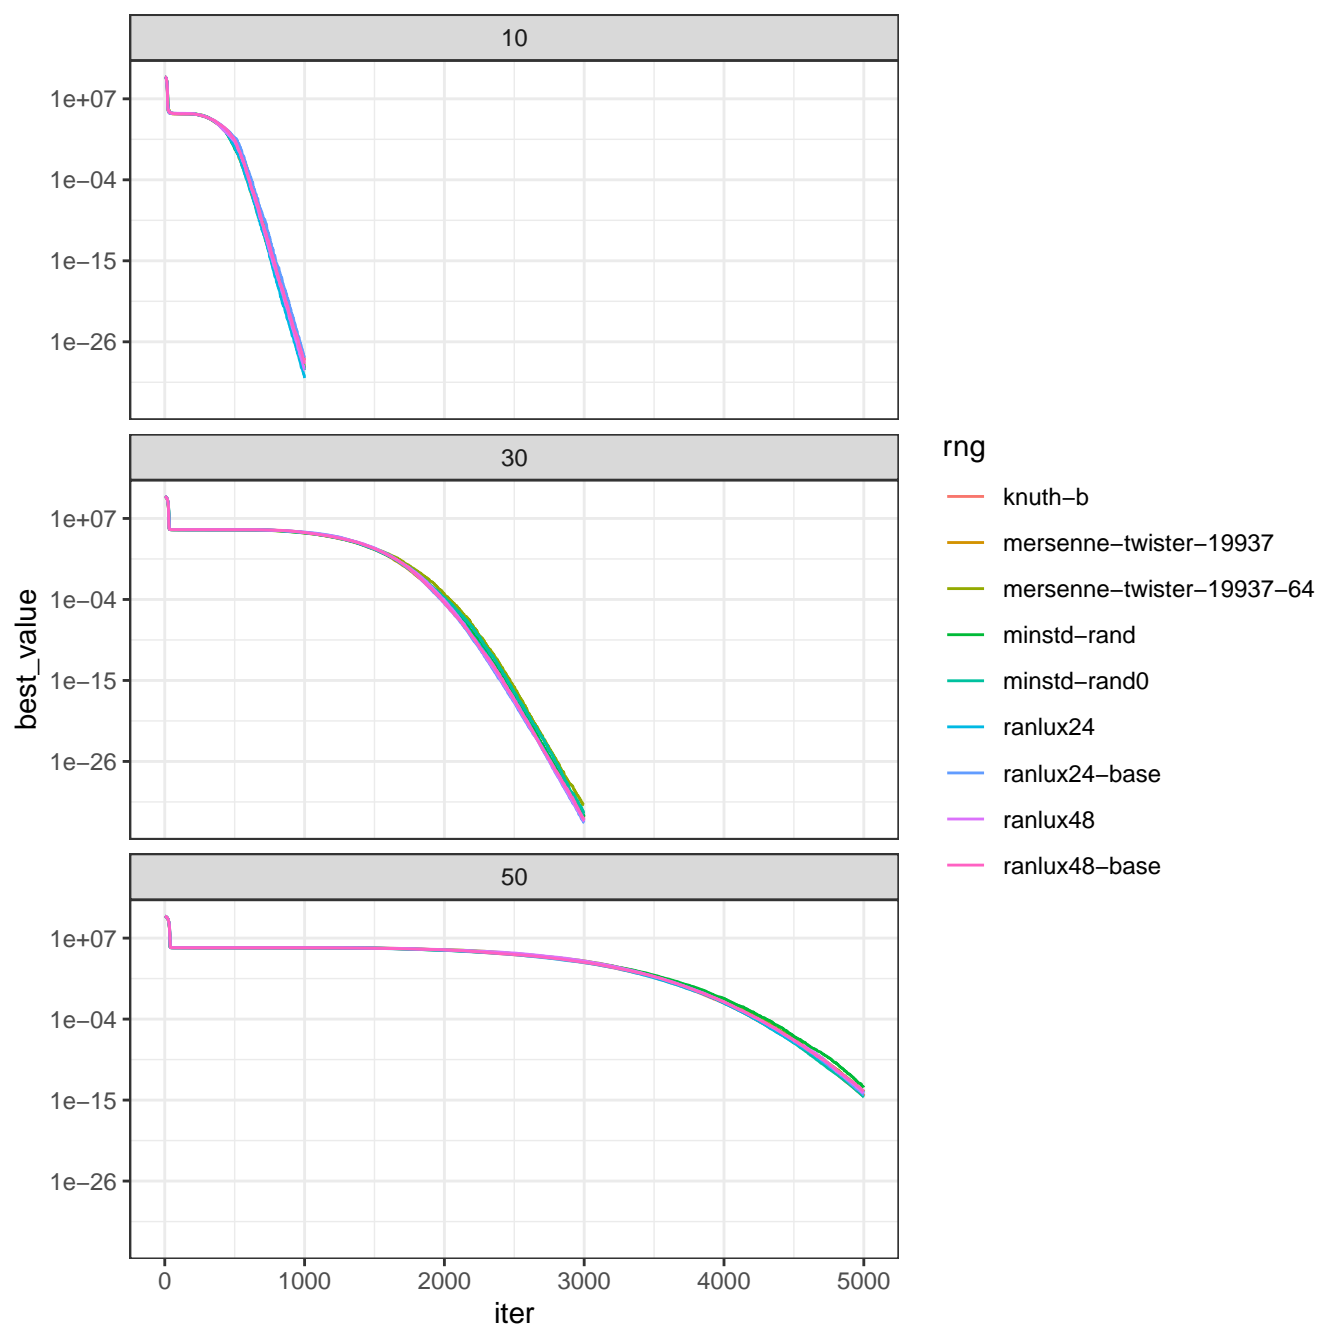 10
1e+07
1e−04
1e−15
1e−26
30
1e+07
1e−04
1e−15
1e−26
50
1e+07
1e−04
1e−15
1e−26
0 1000 2000 3000 4000 5000
iter
best_value
rng
knuth−b
mersenne−twister−19937
mersenne−twister−19937−64
minstd−rand
minstd−rand0
ranlux24
ranlux24−base
ranlux48
ranlux48−base